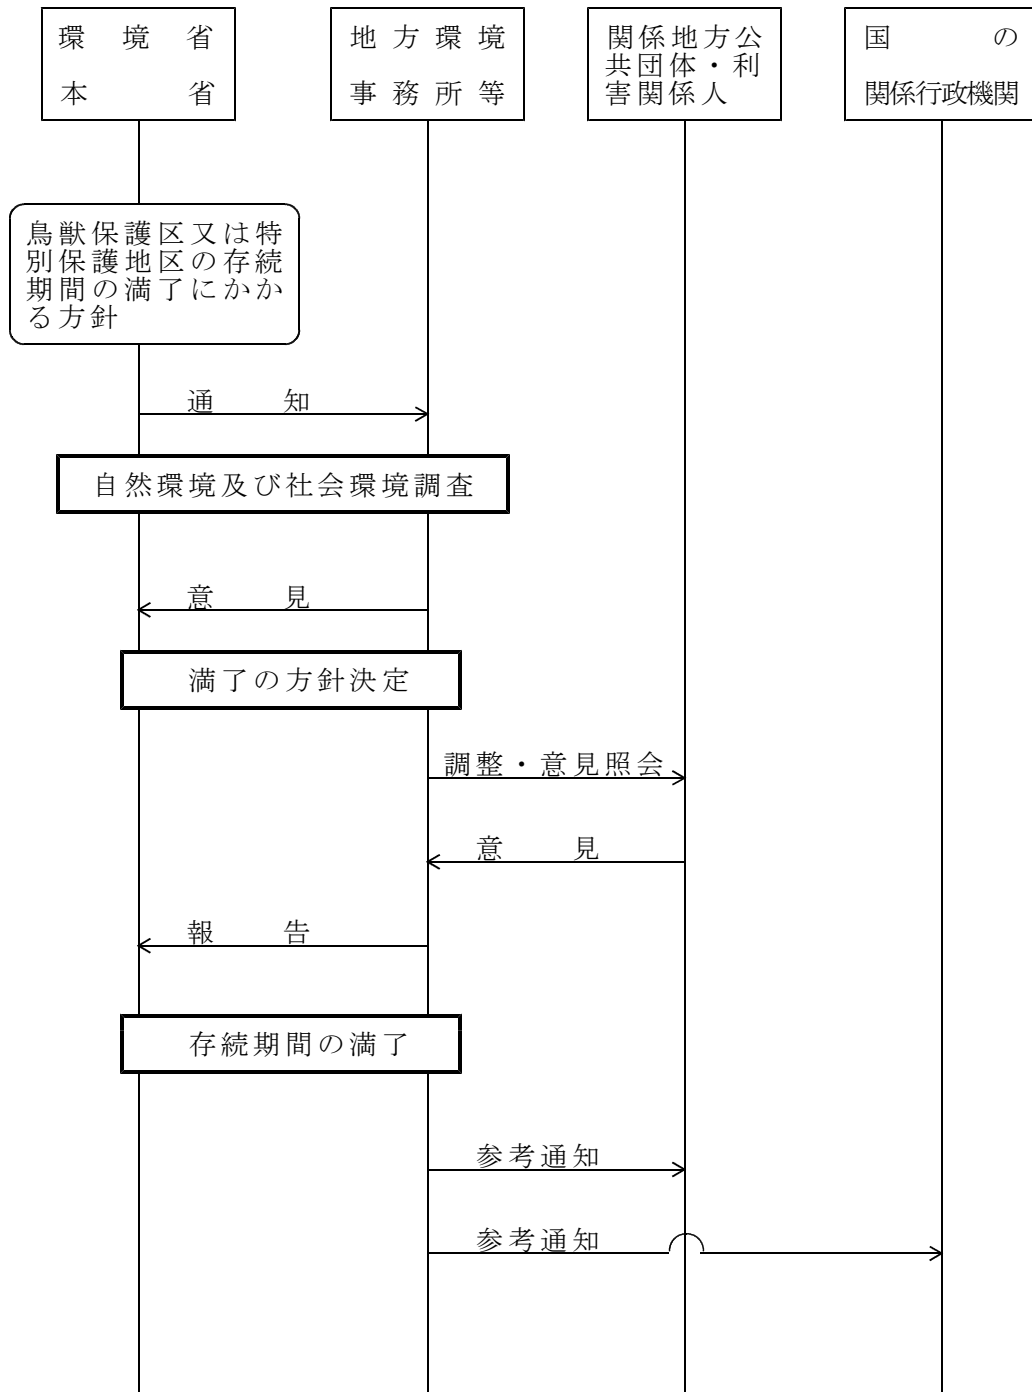 環境省
本省
地方環境
事務所等
関係地方公
共団体・利
害関係人
国の
関係行政機関
鳥獣保護区又は特
別保護地区の存続
期間の満了にかか
る方針
通知
自然環境及び社会環境調査
意見
満了の方針決定
調整・意見照会
意見
報告
存続期間の満了
参考通知
参考通知